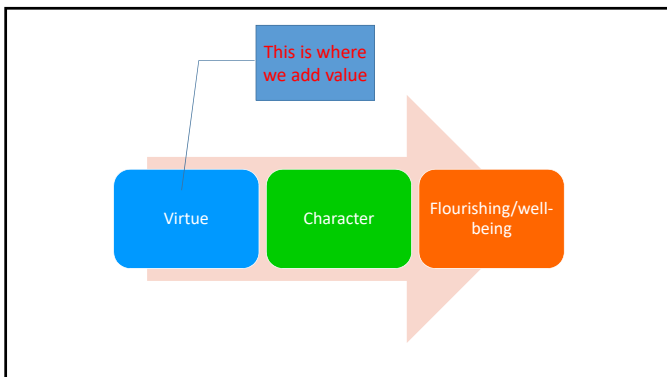 This is where
we add value
Virtue
Character
Flourishing/well-
being